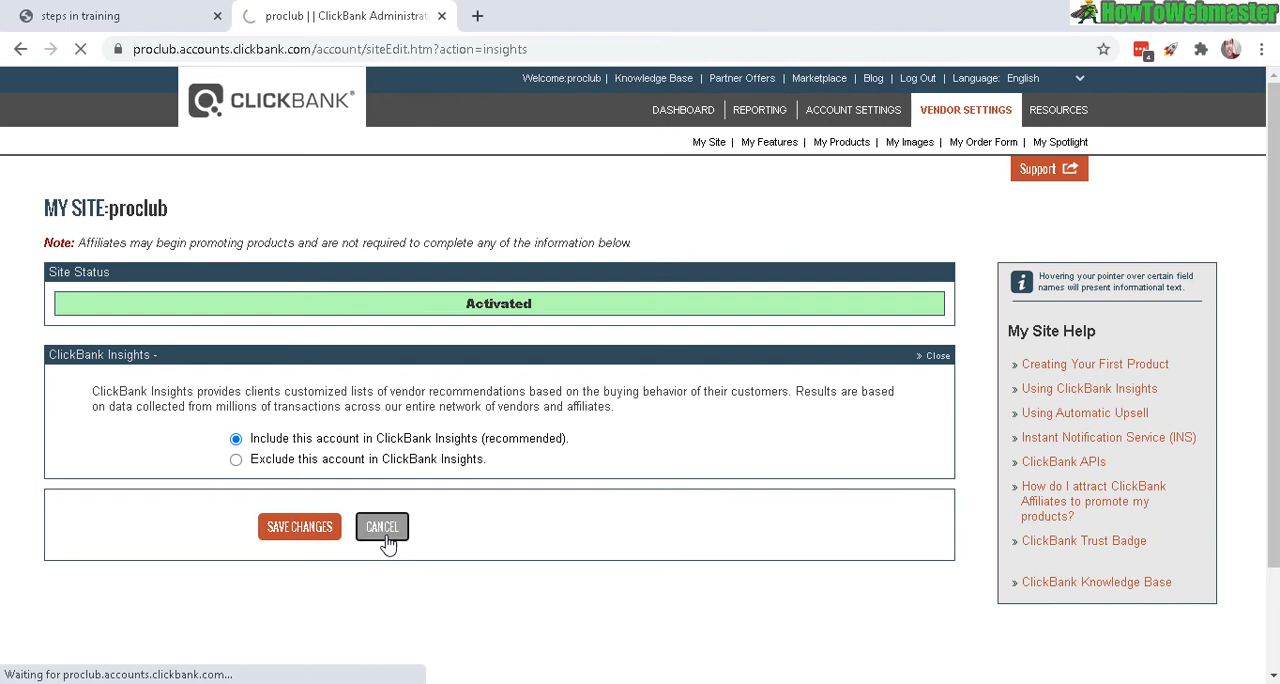 steps in training
proclub || ClickBank Administrat
HowToWebmaster
proclub.accounts.clickbank.com/account/siteEdit.htm?action=insights
4
Welcome:proclub | Knowledge Base | Partner Offers | Marketplace | Blog | Log Out | Language: English
CLICKBANK®
DASHBOARD | REPORTING | ACCOUNT SETTINGS VENDOR SETTINGS RESOURCES
My Site | My Features | My Products | My Images | My Order Form | My Spotlight
Support
MY SITE:proclub
Note: Affiliates may begin promoting products and are not required to complete any of the information below.
Site Status
Activated
ClickBank Insights -
» Close
ClickBank Insights provides clients customized lists of vendor recommendations based on the buying behavior of their customers. Results are based
on data collected from millions of transactions across our entire network of vendors and affiliates.
Include this account in ClickBank Insights (recommended).
Exclude this account in ClickBank Insights.
SAVE CHANGES CANCEL
i
Hovering your pointer over certain field
names will present informational text.
My Site Help
» Creating Your First Product
» Using ClickBank Insights
» Using Automatic Upsell
» Instant Notification Service (INS)
» ClickBank APIs
» How do I attract ClickBank
Affiliates to promote my
products?
» ClickBank Trust Badge
» ClickBank Knowledge Base
Waiting for proclub.accounts.clickbank.com...